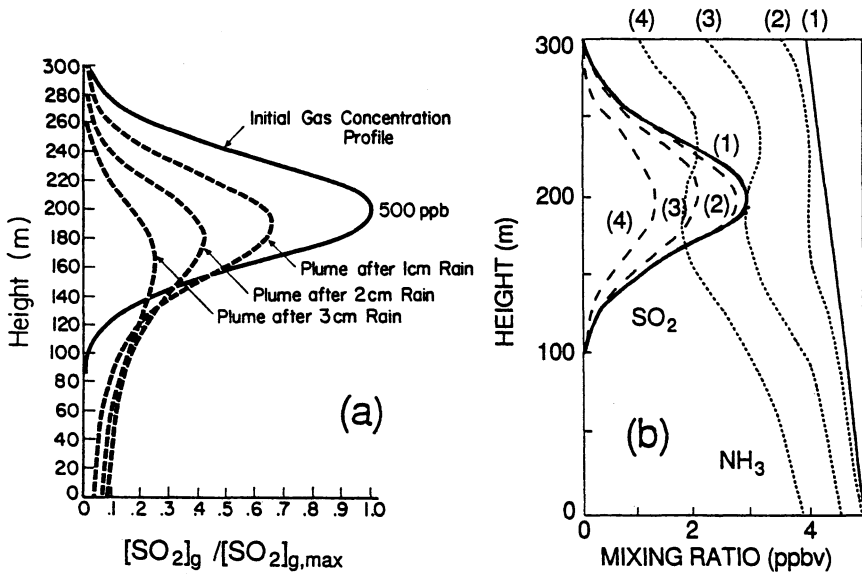 300
280
260
240
220
200
180
160
140
120
100
80
60
40
20
0
Height (m)
Initial Gas Concentration
Profile
500 ppb
Plume after 1cm Rain
Plume after 2cm Rain
Plume after 3cm Rain
(a)
0 .1 .2 .3 .4 .5 .6 .7 .8 .9 1.0
[SO2]g /[SO2]g,max
(4) (3) (2) (1)
300
(b)
200
100
0
HEIGHT (m)
(1)
(4) (3) (2)
SO2
(b)
NH3
0 2 4
MIXING RATIO (ppbv)